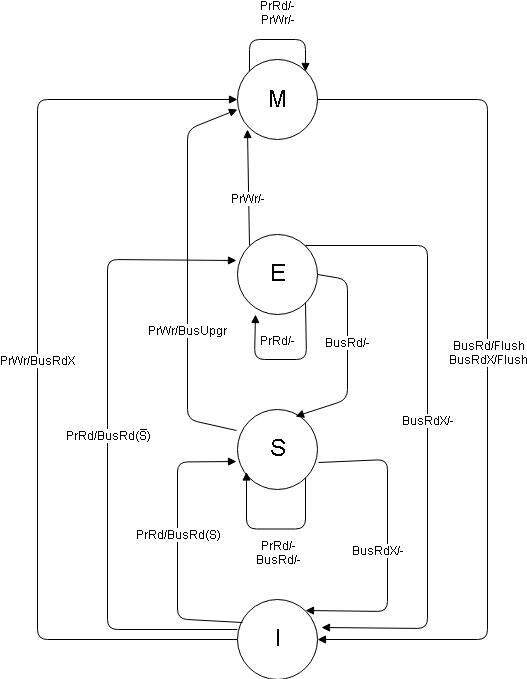 PrRd/-
PrWr/-
M
PrWr/-
E
PrWr/BusUpgr
PrRd/-
BusRd/-
BusRd/Flush
BusRdX/Flush
PrWr/BusRdX
BusRdX/-
PrRd/BusRd(S̅)
S
PrRd/BusRd(S)
PrRd/-
BusRd/-
BusRdX/-
I